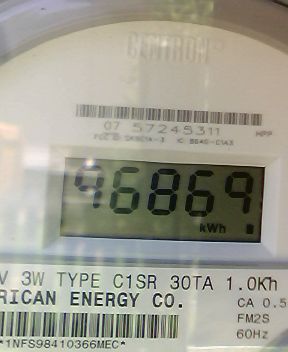 CENTRON
07 57245311
96869
kWh
V 3W TYPE C1SR 30TA 1.0Kh
RICAN ENERGY CO.
CA 0.5
FM2S
60Hz
*1NFS98410366MEC*